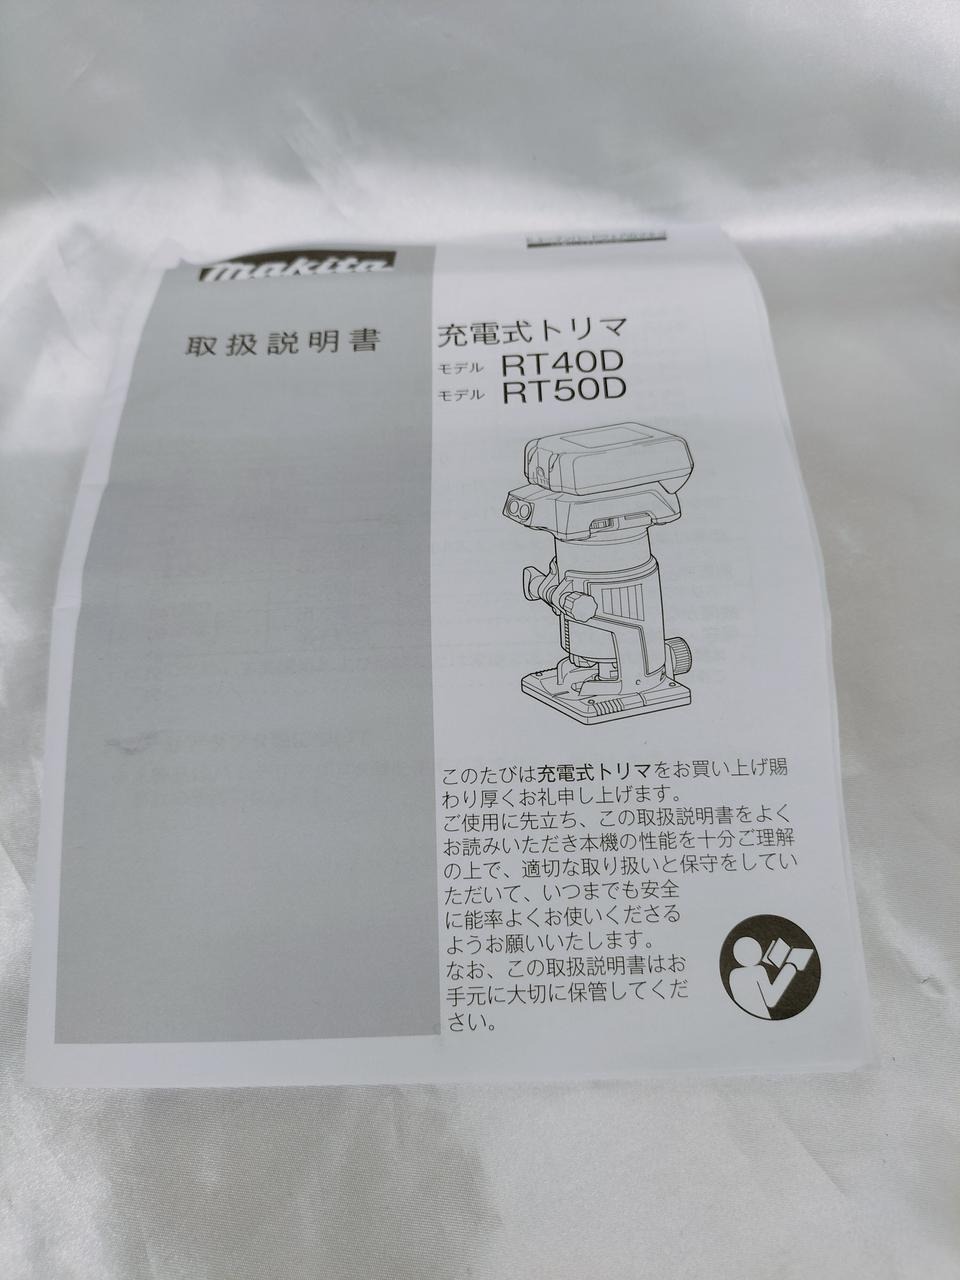 makita
取扱説明書
充電式トリマ
モデル RT40D
モデル RT50D
このたびは充電式トリマをお買い上げ賜
わり厚くお礼申し上げます。
ご使用に先立ち、この取扱説明書をよく
お読みいただき本機の性能を十分ご理解
の上で、適切な取り扱いと保守をしてい
ただいて、いつまでも安全
に能率よくお使いくださる
ようお願いいたします。
なお、この取扱説明書はお
手元に大切に保管してくだ
さい。